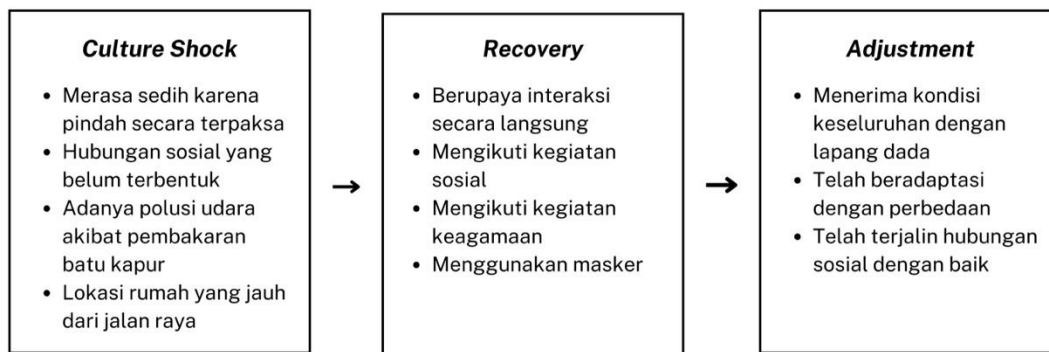 Culture Shock
• Merasa sedih karena
pindah secara terpaksa
• Hubungan sosial yang
belum terbentuk
• Adanya polusi udara
akibat pembakaran
batu kapur
• Lokasi rumah yang jauh
dari jalan raya
Recovery
• Berupaya interaksi
secara langsung
• Mengikuti kegiatan
sosial
• Mengikuti kegiatan
keagamaan
• Menggunakan masker
Adjustment
• Menerima kondisi
keseluruhan dengan
lapang dada
• Telah beradaptasi
dengan perbedaan
• Telah terjalin hubungan
sosial dengan baik